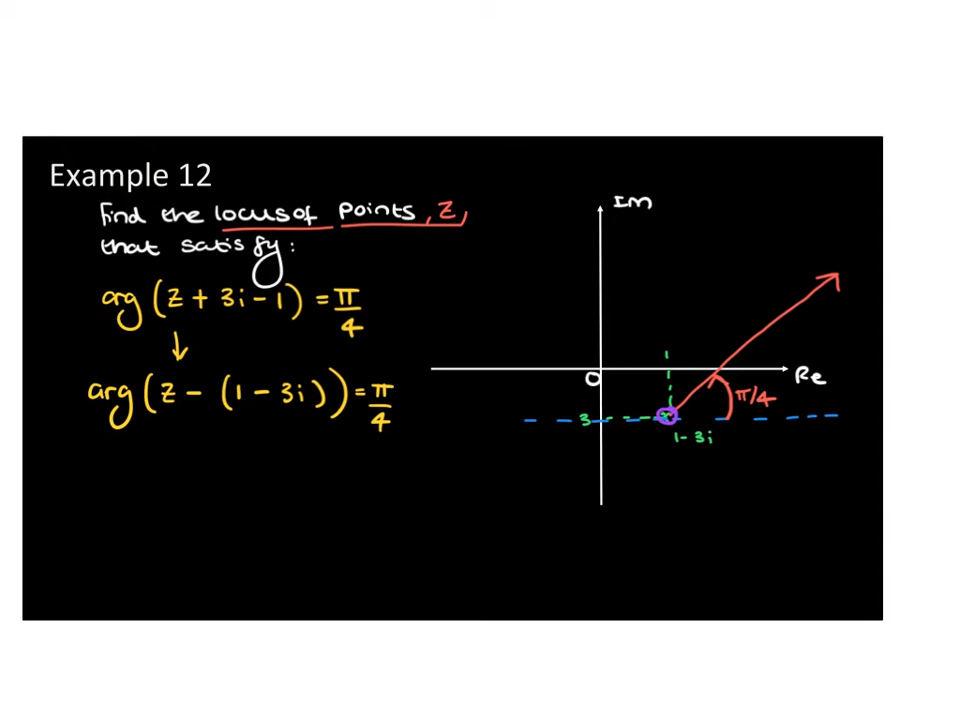 Example 12
Find the locus of points, Z,
that satisfy:
arg (z + 3i - 1) = π/4
↓
arg (z - (1 - 3i)) = π/4
Im
1
O
Re
π/4
3
1-3i